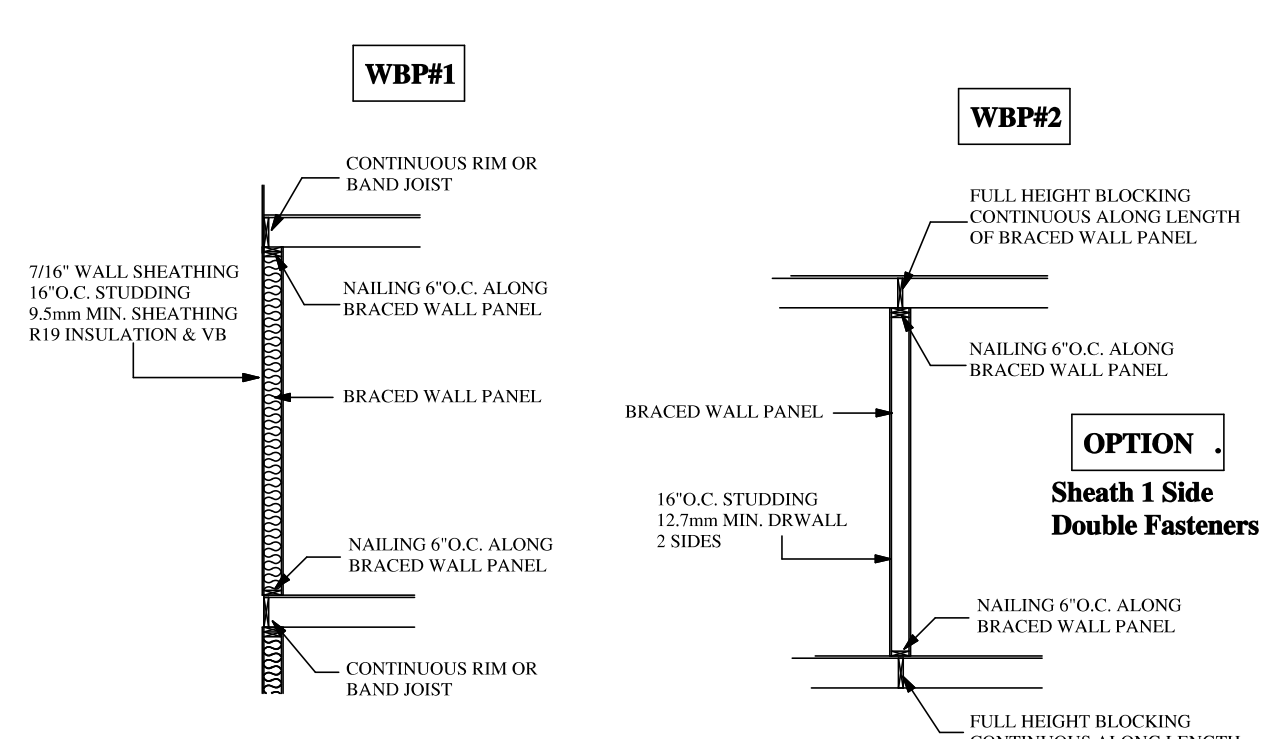 WBP#1
CONTINUOUS RIM OR
BAND JOIST
7/16" WALL SHEATHING
16"O.C. STUDDING
9.5mm MIN. SHEATHING
R19 INSULATION & VB
NAILING 6"O.C. ALONG
BRACED WALL PANEL
BRACED WALL PANEL
NAILING 6"O.C. ALONG
BRACED WALL PANEL
CONTINUOUS RIM OR
BAND JOIST
WBP#2
FULL HEIGHT BLOCKING
CONTINUOUS ALONG LENGTH
OF BRACED WALL PANEL
NAILING 6"O.C. ALONG
BRACED WALL PANEL
BRACED WALL PANEL
OPTION .
Sheath 1 Side
Double Fasteners
16"O.C. STUDDING
12.7mm MIN. DRWALL
2 SIDES
NAILING 6"O.C. ALONG
BRACED WALL PANEL
FULL HEIGHT BLOCKING
CONTINUOUS ALONG LENGTH